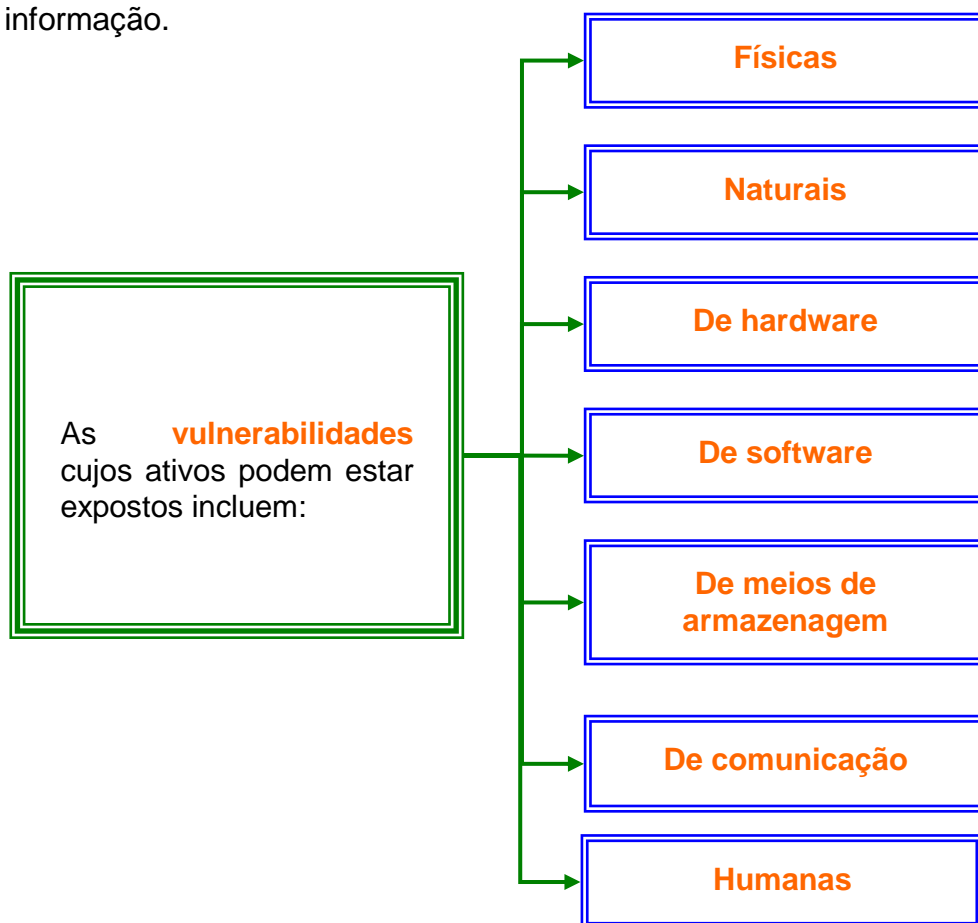 informação.
Físicas
Naturais
De hardware
As vulnerabilidades
cujos ativos podem estar
expostos incluem:
De software
De meios de
armazenagem
De comunicação
Humanas